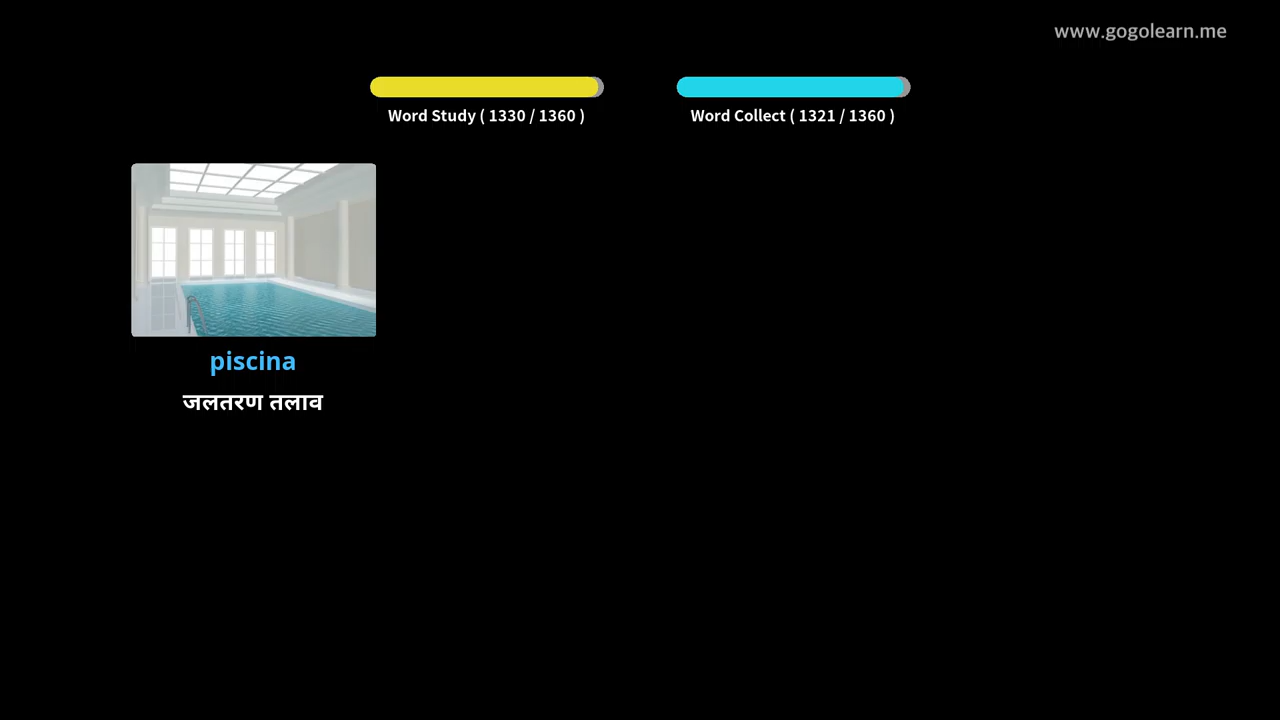 www.gogolearn.me
Word Study ( 1330 / 1360 )
Word Collect ( 1321 / 1360 )
piscina
जलतरण तलाव